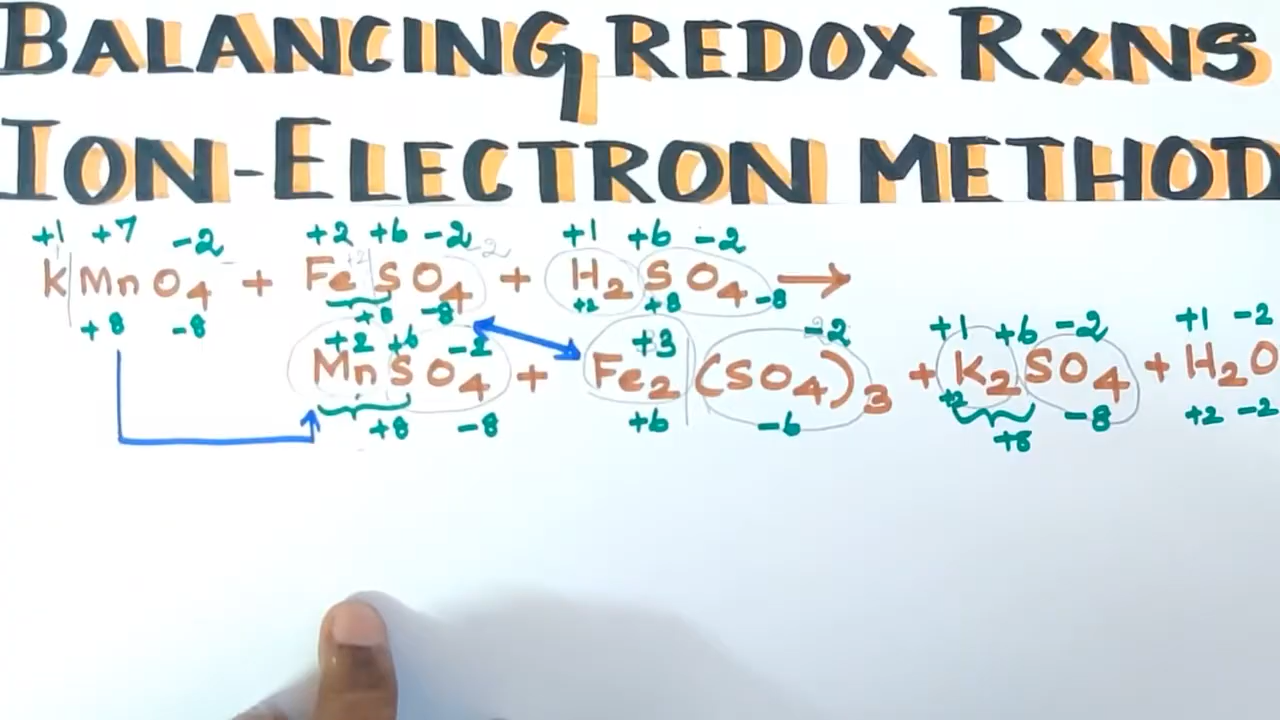 BALANCING REDOX RXNS
ION-ELECTRON METHOD
+1 +7 -2 +2 +6 -2 +1 +6 -2
KMnO4 + FeSO4 + H2SO4 →
+8 -8 +8 -8 +2 +8 -8
+2 +6 -2 +3 -2 +1 +6 -2 +1 -2
MnSO4 + Fe2(SO4)3 + K2SO4 + H2O
+8 -8 +6 -6 +2 +8 -8 +2 -2